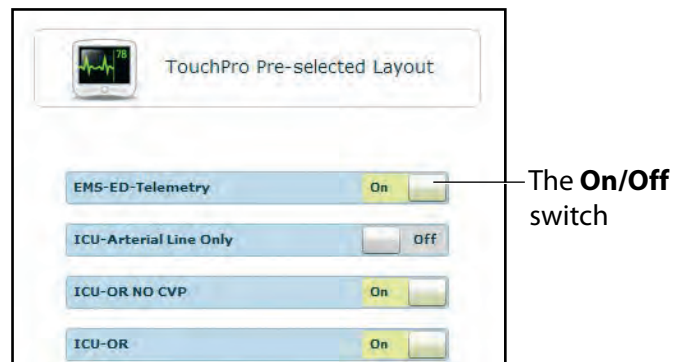 78
TouchPro Pre-selected Layout
EMS-ED-Telemetry On
The On/Off
switch
ICU-Arterial Line Only Off
ICU-OR NO CVP On
ICU-OR On